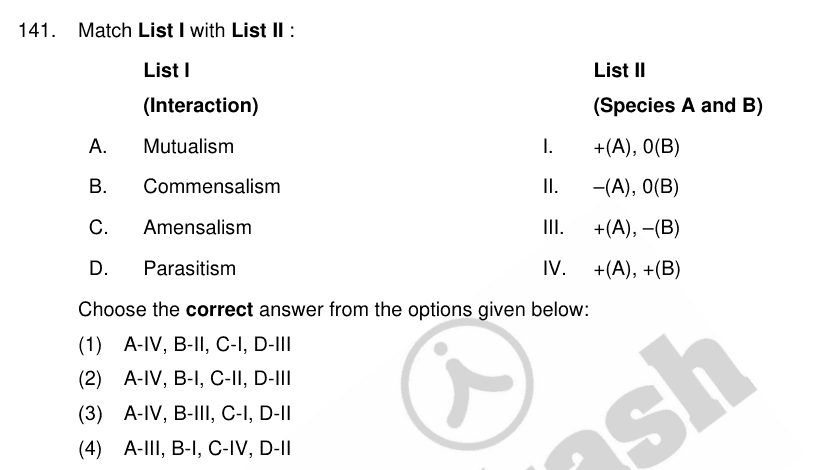 141. Match List I with List II :
List I List II
(Interaction) (Species A and B)
A. Mutualism I. +(A), 0(B)
B. Commensalism II. –(A), 0(B)
C. Amensalism III. +(A), –(B)
D. Parasitism IV. +(A), +(B)
Choose the correct answer from the options given below:
(1) A-IV, B-II, C-I, D-III
(2) A-IV, B-I, C-II, D-III
(3) A-IV, B-III, C-I, D-II
(4) A-III, B-I, C-IV, D-II
ash